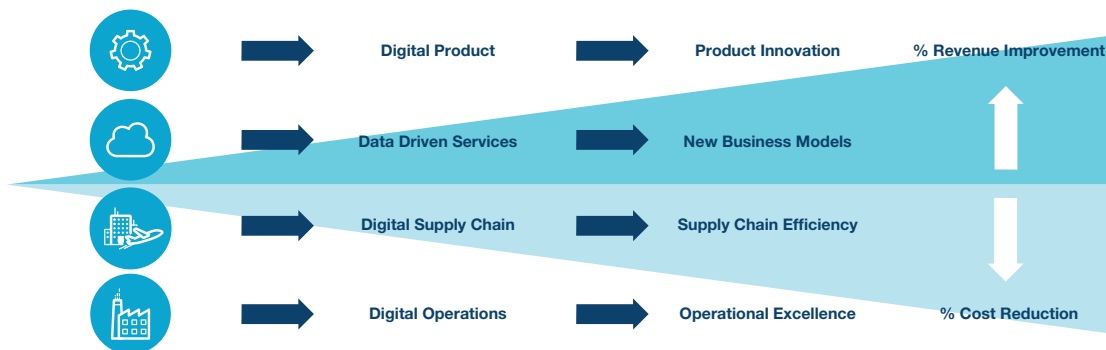 Digital Product
Product Innovation
% Revenue Improvement
Data Driven Services
New Business Models
Digital Supply Chain
Supply Chain Efficiency
Digital Operations
Operational Excellence
% Cost Reduction